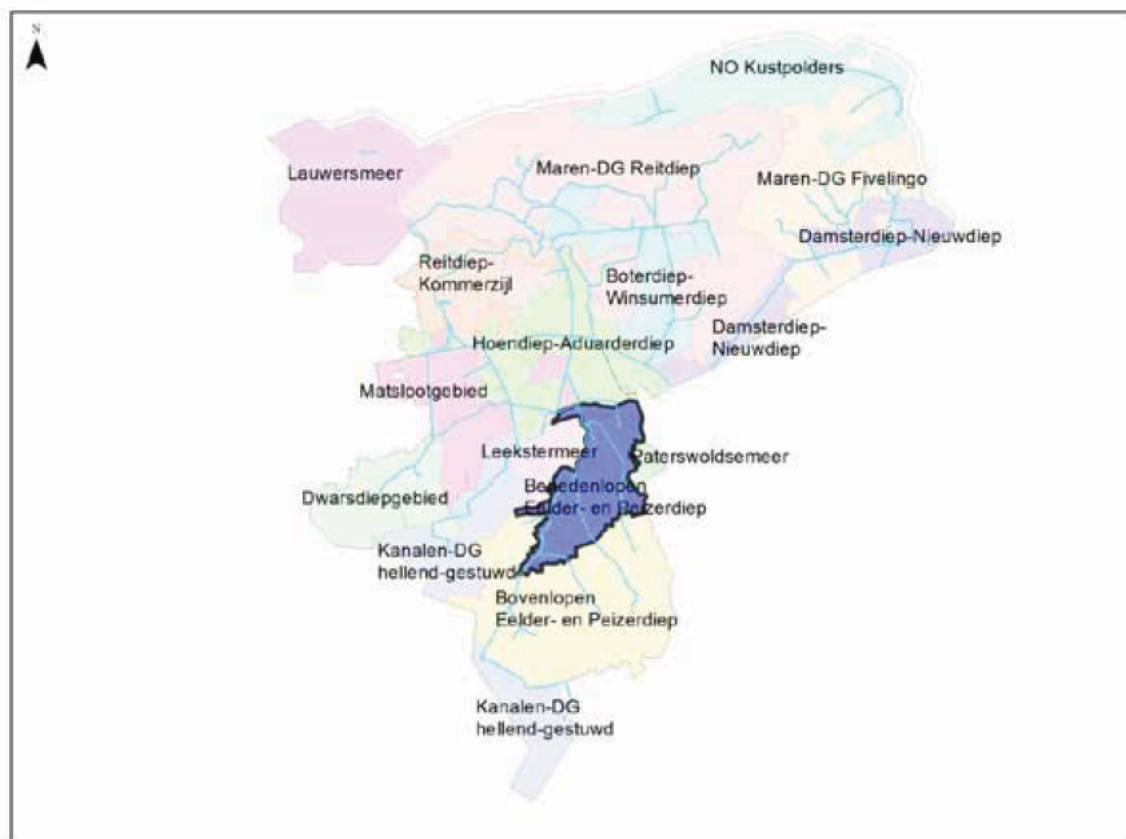 N
NO Kustpolders
Lauwersmeer
Maren-DG Reitdiep
Maren-DG Fivelingo
Damsterdiep-Nieuwdiep
Reitdiep-
Kommerzijl
Boterdiep-
Winsumerdiep
Damsterdiep-
Nieuwdiep
Hoendiep-Aduarderdiep
Matslootgebied
Leekstermeer
Paterswoldsemeer
Dwarsdiepgebied
Benedenlopen
Eelder- en Peizerdiep
Kanalen-DG
hellend-gestuwd
Bovenlopen
Eelder- en Peizerdiep
Kanalen-DG
hellend-gestuwd